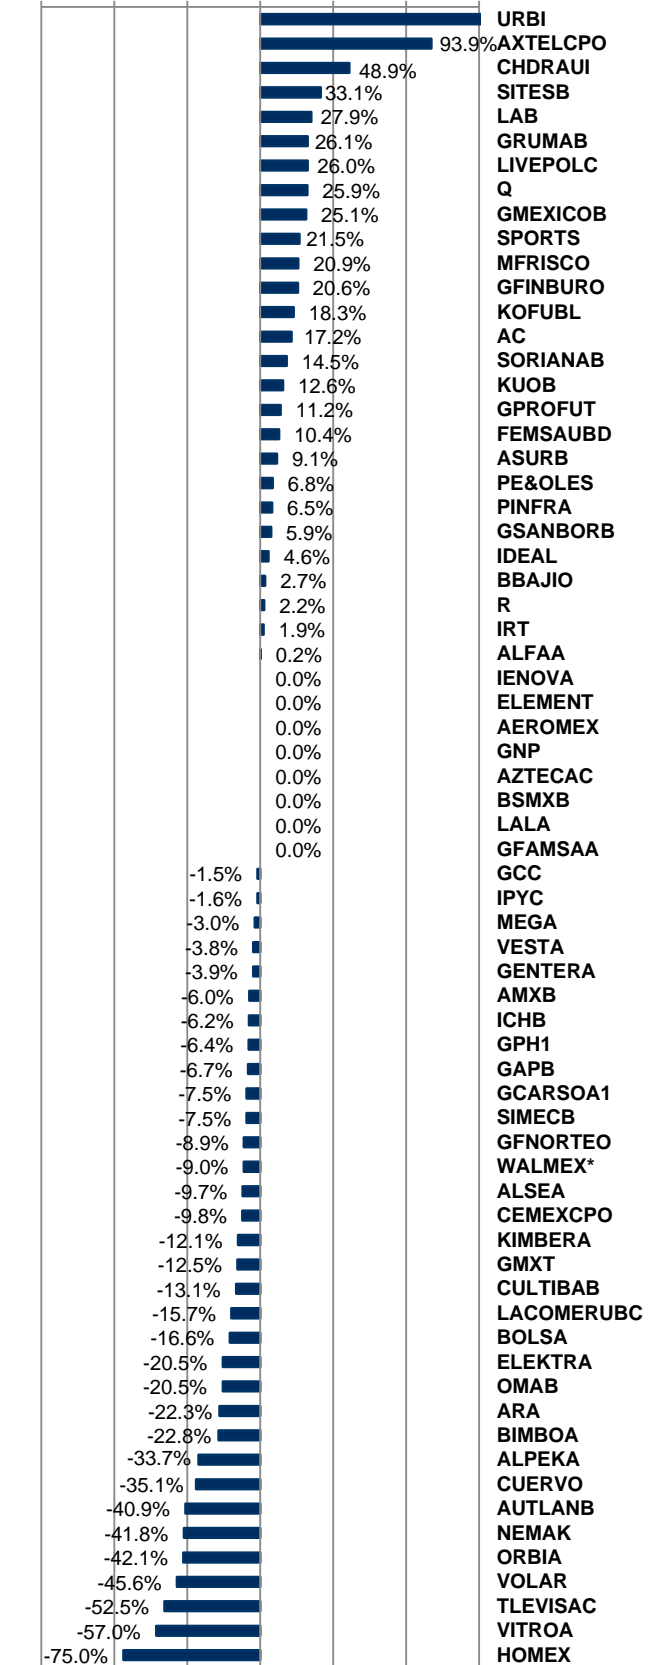 URBI
93.9% AXTELCPO
48.9% CHDRAUI
33.1% SITESB
27.9% LAB
26.1% GRUMAB
26.0% LIVEPOLC
25.9% Q
25.1% GMEXICOB
21.5% SPORTS
20.9% MFRISCO
20.6% GFINBURO
18.3% KOFUBL
17.2% AC
14.5% SORIANAB
12.6% KUOB
11.2% GPROFUT
10.4% FEMSAUBD
9.1% ASURB
6.8% PE&OLES
6.5% PINFRA
5.9% GSANBORB
4.6% IDEAL
2.7% BBAJIO
2.2% R
1.9% IRT
0.2% ALFAA
0.0% IENOVA
0.0% ELEMENT
0.0% AEROMEX
0.0% GNP
0.0% AZTECAC
0.0% BSMXB
0.0% LALA
0.0% GFAMSAA
-1.5% GCC
-1.6% IPYC
-3.0% MEGA
-3.8% VESTA
-3.9% GENTERA
-6.0% AMXB
-6.2% ICHB
-6.4% GPH1
-6.7% GAPB
-7.5% GCARSOA1
-7.5% SIMECB
-8.9% GFNORTEO
-9.0% WALMEX*
-9.7% ALSEA
-9.8% CEMEXCPO
-12.1% KIMBERA
-12.5% GMXT
-13.1% CULTIBAB
-15.7% LACOMERUBC
-16.6% BOLSA
-20.5% ELEKTRA
-20.5% OMAB
-22.3% ARA
-22.8% BIMBOA
-33.7% ALPEKA
-35.1% CUERVO
-40.9% AUTLANB
-41.8% NEMAK
-42.1% ORBIA
-45.6% VOLAR
-52.5% TLEVISAC
-57.0% VITROA
-75.0% HOMEX